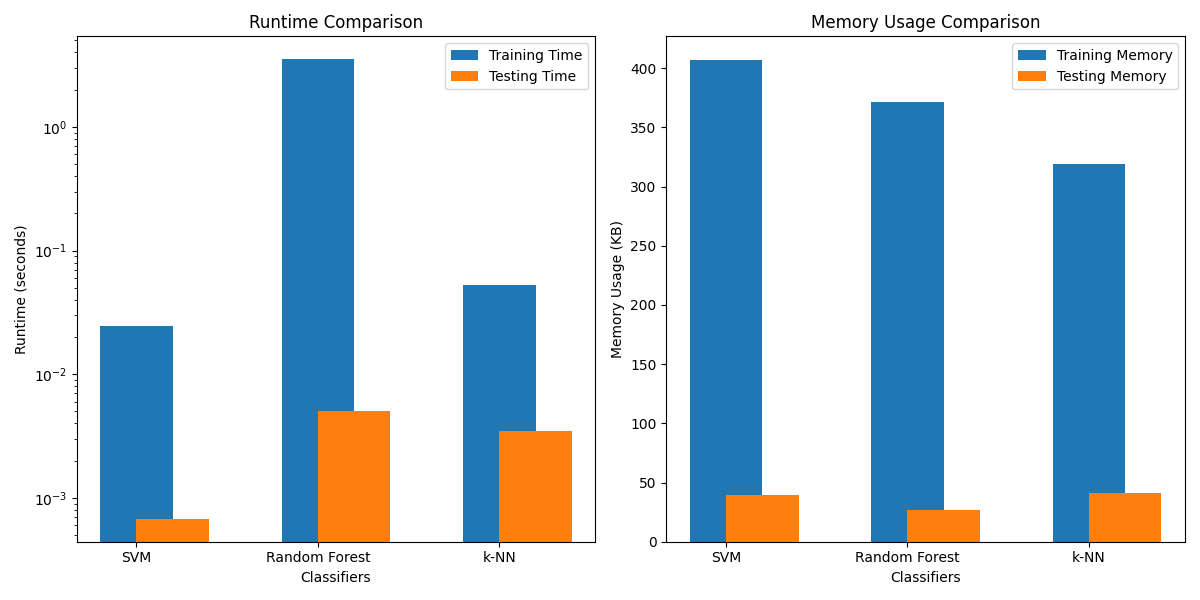 Runtime Comparison
Training Time
Testing Time
Runtime (seconds)
10⁰
10⁻¹
10⁻²
10⁻³
SVM
Random Forest
k-NN
Classifiers
Memory Usage Comparison
Training Memory
Testing Memory
Memory Usage (KB)
400
350
300
250
200
150
100
50
0
SVM
Random Forest
k-NN
Classifiers